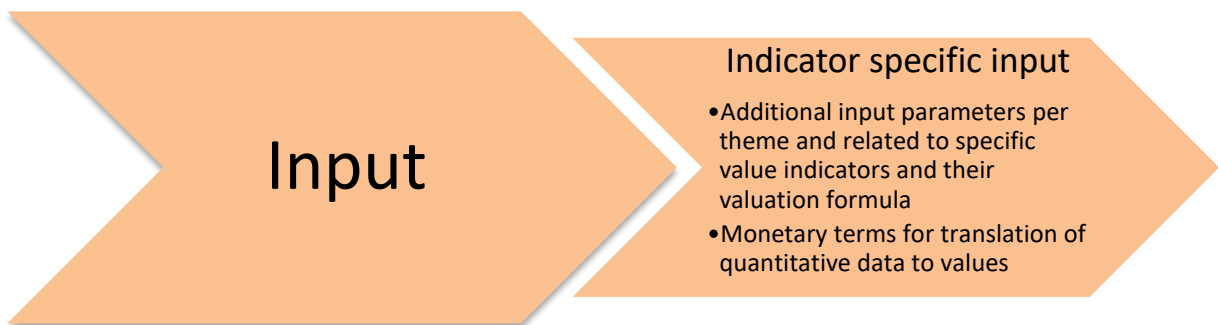 Input
Indicator specific input
•Additional input parameters per
theme and related to specific
value indicators and their
valuation formula
•Monetary terms for translation of
quantitative data to values